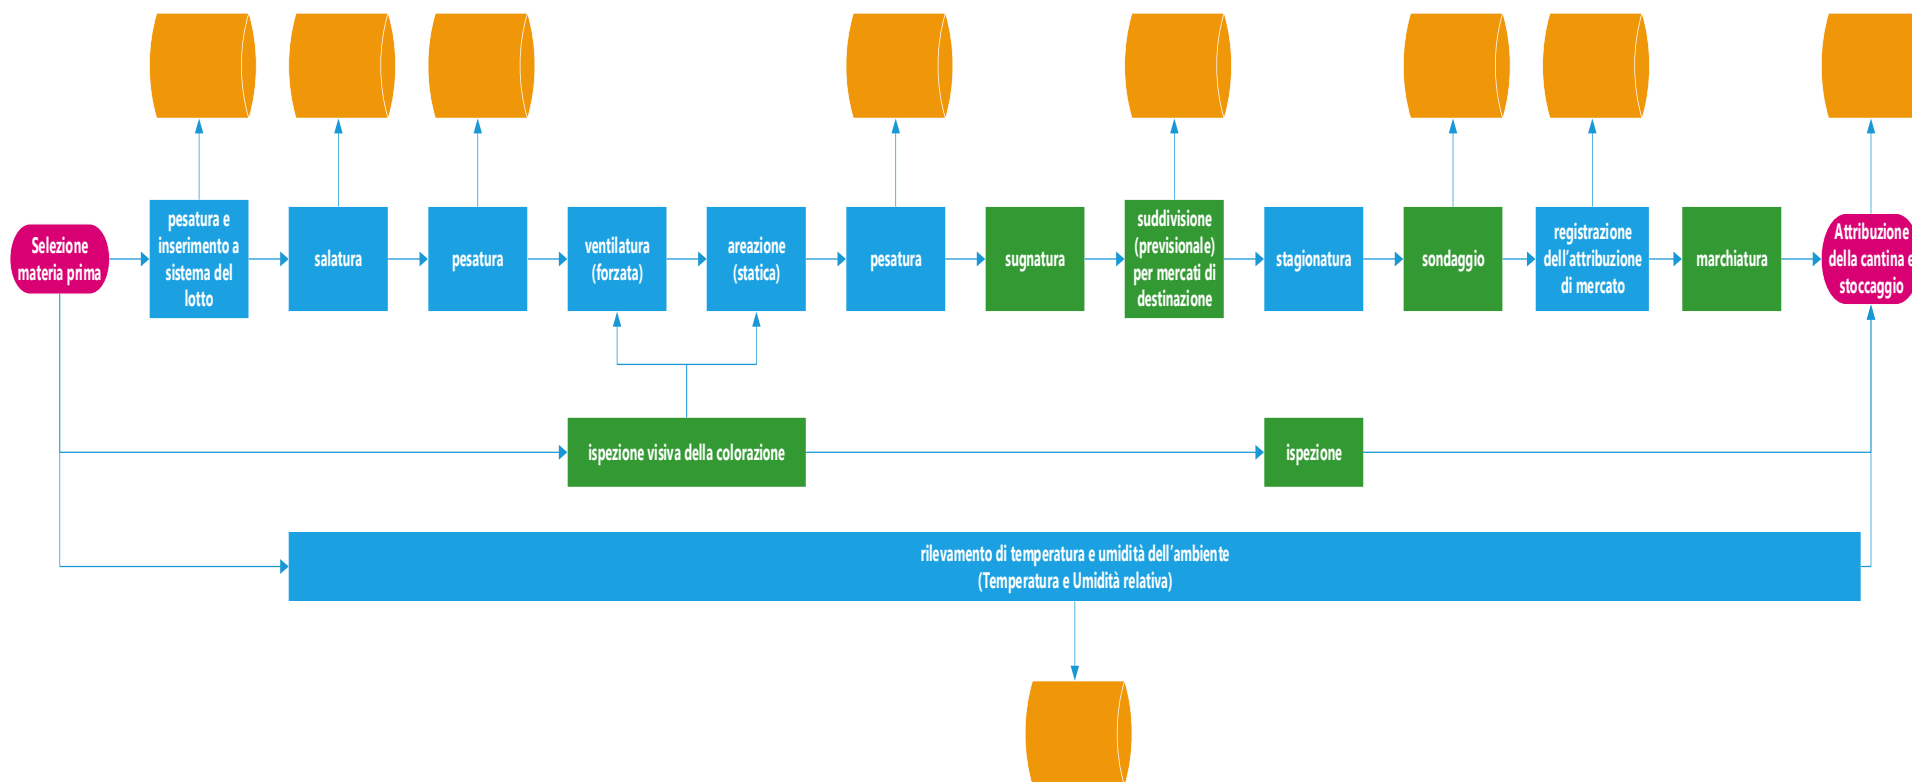 Selezione
materia prima
pesatura e
inserimento a
sistema del
lotto
salatura
pesatura
ventilatura
(forzata)
areazione
(statica)
pesatura
sugnatura
suddivisione
(previsionale)
per mercati di
destinazione
stagionatura
sondaggio
registrazione
dell'attribuzione
di mercato
marchiatura
Attribuzione
della cantina e
stoccaggio
ispezione visiva della colorazione
ispezione
rilevamento di temperatura e umidità dell'ambiente
(Temperatura e Umidità relativa)